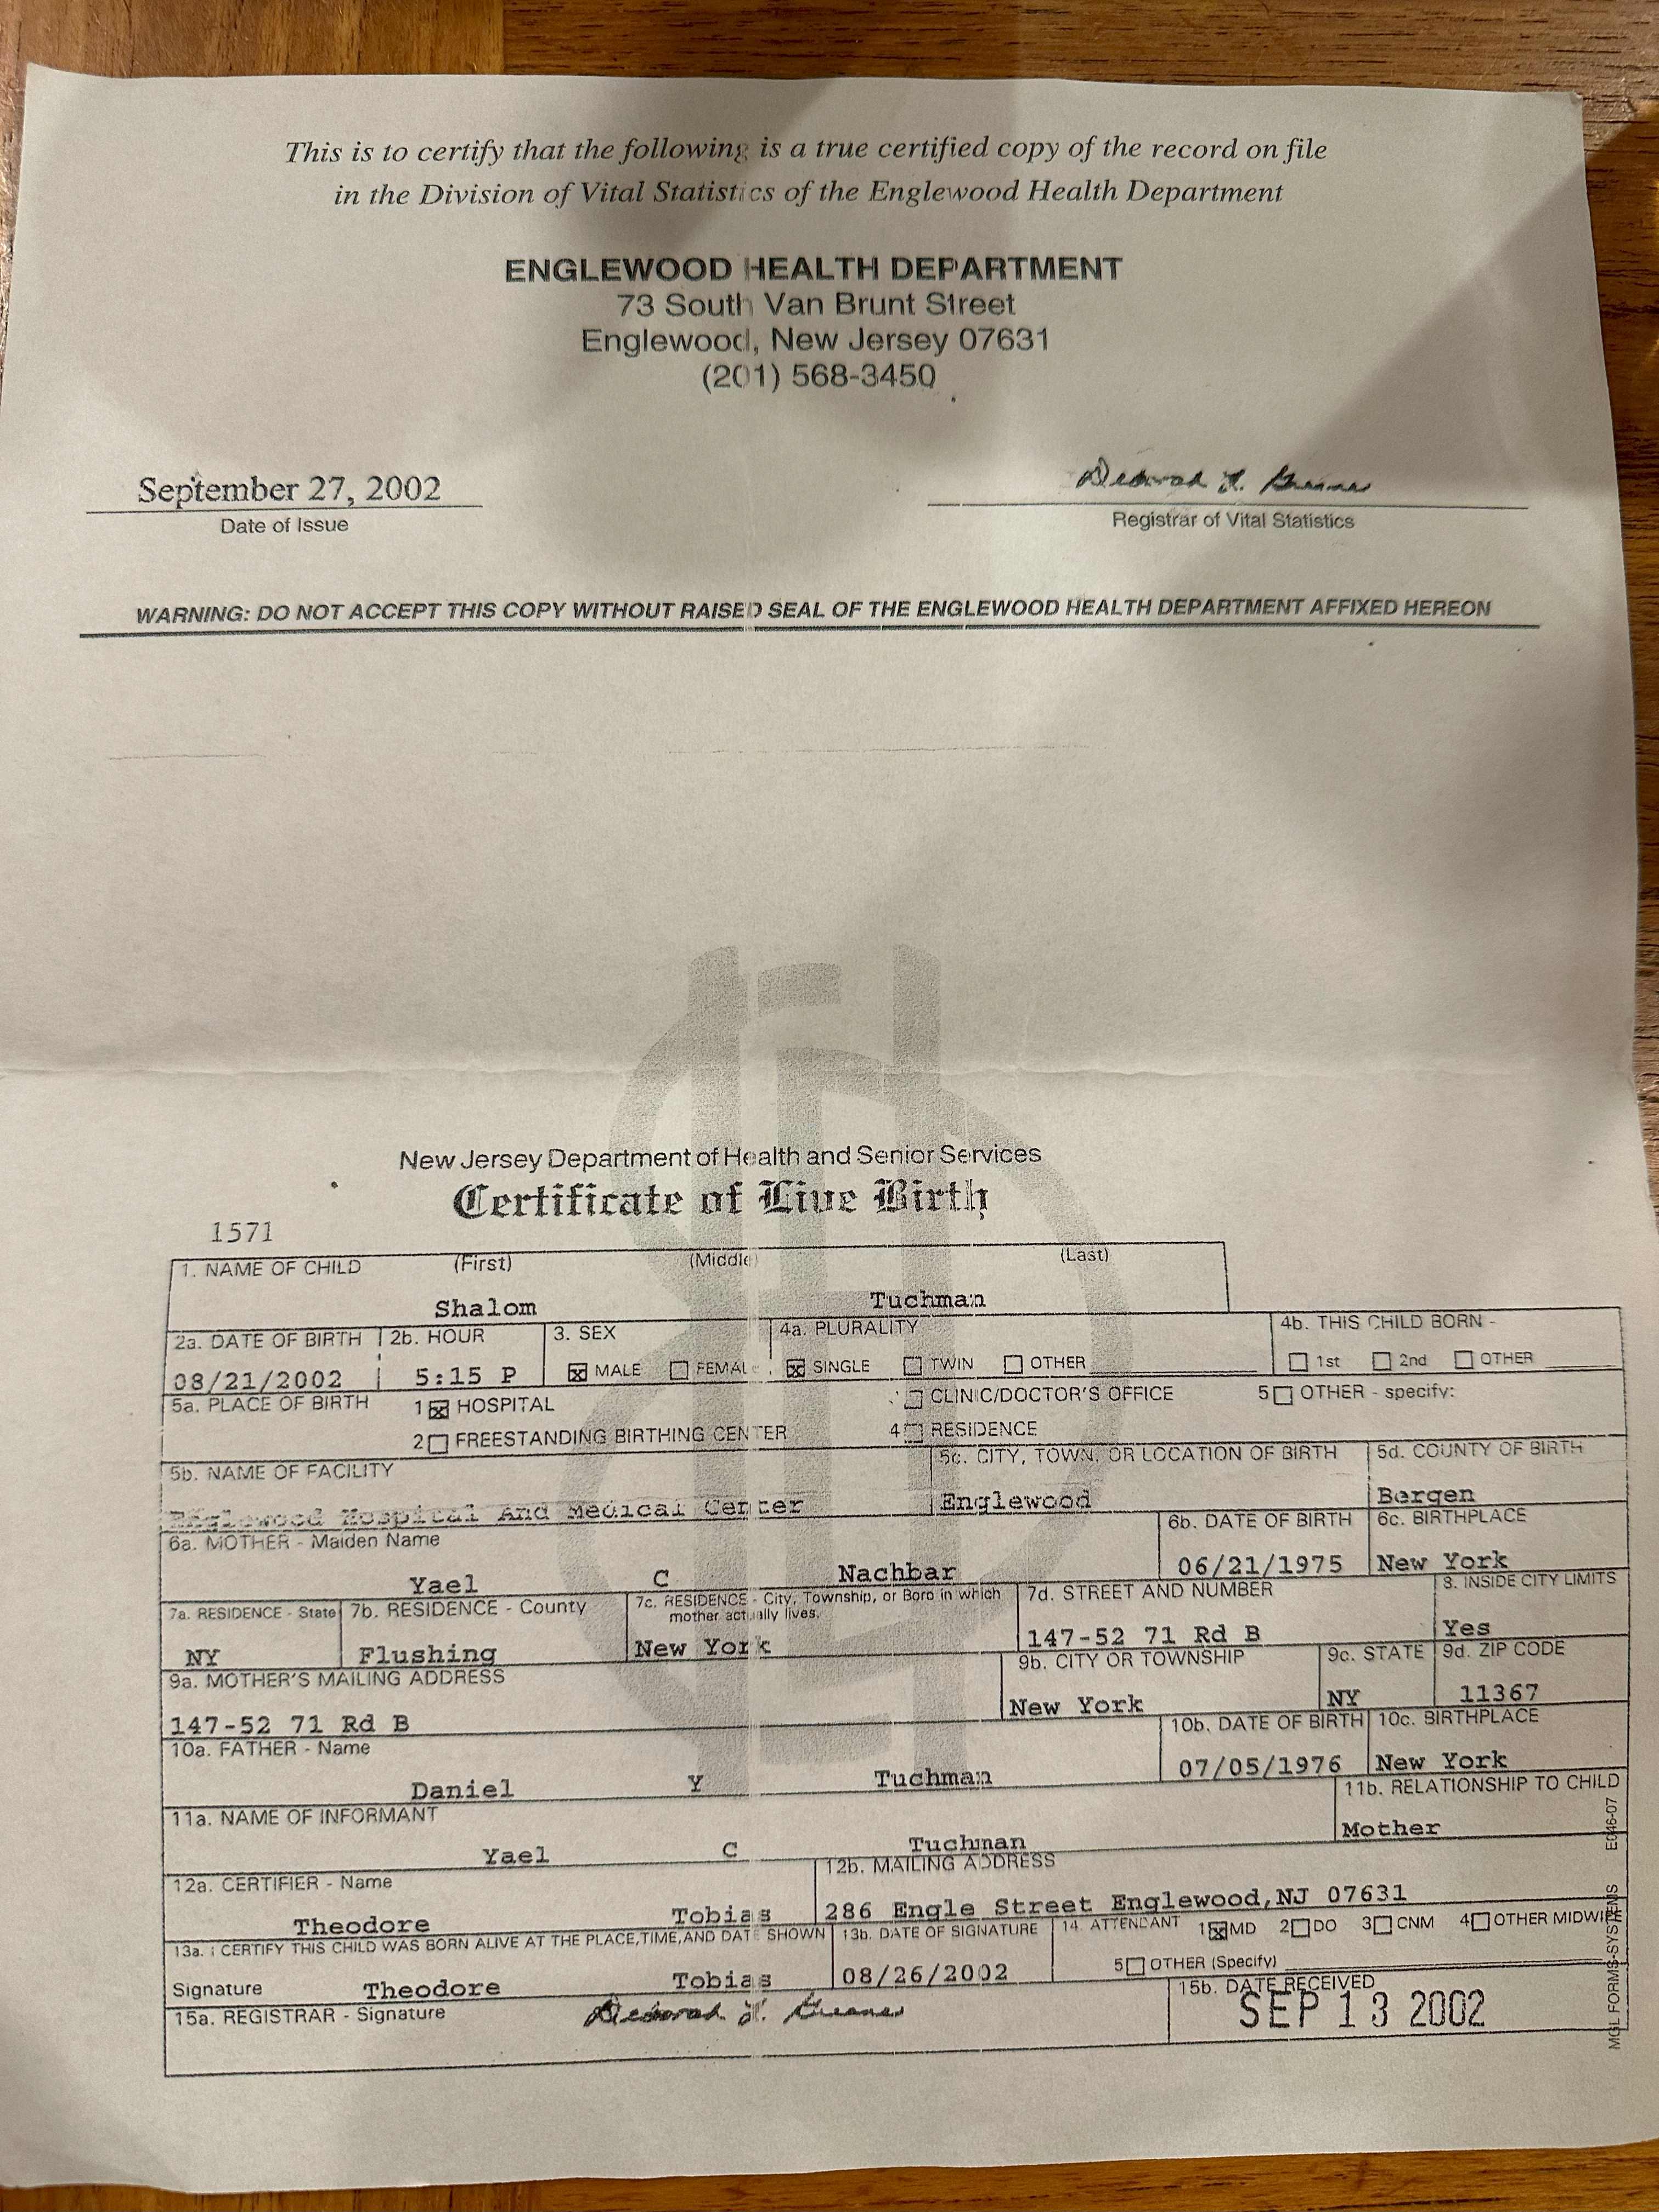 This is to certify that the following is a true certified copy of the record on file
in the Division of Vital Statistics of the Englewood Health Department
ENGLEWOOD HEALTH DEPARTMENT
73 South Van Brunt Street
Englewood, New Jersey 07631
(201) 568-3450
September 27, 2002
Date of Issue
Registrar of Vital Statistics
WARNING: DO NOT ACCEPT THIS COPY WITHOUT RAISED SEAL OF THE ENGLEWOOD HEALTH DEPARTMENT AFFIXED HEREON
New Jersey Department of Health and Senior Services
Certificate of Live Birth
1571
1. NAME OF CHILD (First) (Middle) (Last)
Shalom Tuchman
2a. DATE OF BIRTH 2b. HOUR 3. SEX 4a. PLURALITY 4b. THIS CHILD BORN -
08/21/2002 5:15 P MALE FEMALE SINGLE TWIN OTHER 1st 2nd OTHER
5a. PLACE OF BIRTH 1 HOSPITAL CLINIC/DOCTOR'S OFFICE 5 OTHER - specify:
2 FREESTANDING BIRTHING CENTER 4 RESIDENCE
5b. NAME OF FACILITY 5c. CITY, TOWN, OR LOCATION OF BIRTH 5d. COUNTY OF BIRTH
Englewood Hospital And Medical Center Englewood Bergen
6a. MOTHER - Maiden Name 6b. DATE OF BIRTH 6c. BIRTHPLACE
Yael C Nachbar 06/21/1975 New York
7a. RESIDENCE - State 7b. RESIDENCE - County 7c. RESIDENCE - City, Township, or Boro in which mother actually lives. 7d. STREET AND NUMBER 8. INSIDE CITY LIMITS
NY Flushing New York 147-52 71 Rd B Yes
9a. MOTHER'S MAILING ADDRESS 9b. CITY OR TOWNSHIP 9c. STATE 9d. ZIP CODE
147-52 71 Rd B New York NY 11367
10a. FATHER - Name 10b. DATE OF BIRTH 10c. BIRTHPLACE
Daniel Y Tuchman 07/05/1976 New York
11a. NAME OF INFORMANT 11b. RELATIONSHIP TO CHILD
Yael C Tuchman Mother
12a. CERTIFIER - Name 12b. MAILING ADDRESS
Theodore Tobias 286 Engle Street Englewood,NJ 07631
13a. I CERTIFY THIS CHILD WAS BORN ALIVE AT THE PLACE,TIME,AND DATE SHOWN 13b. DATE OF SIGNATURE 14. ATTENDANT 1 MD 2 DO 3 CNM 4 OTHER MIDWIFE
Signature Theodore Tobias 08/26/2002 5 OTHER (Specify)
15a. REGISTRAR - Signature 15b. DATE RECEIVED
SEP 13 2002